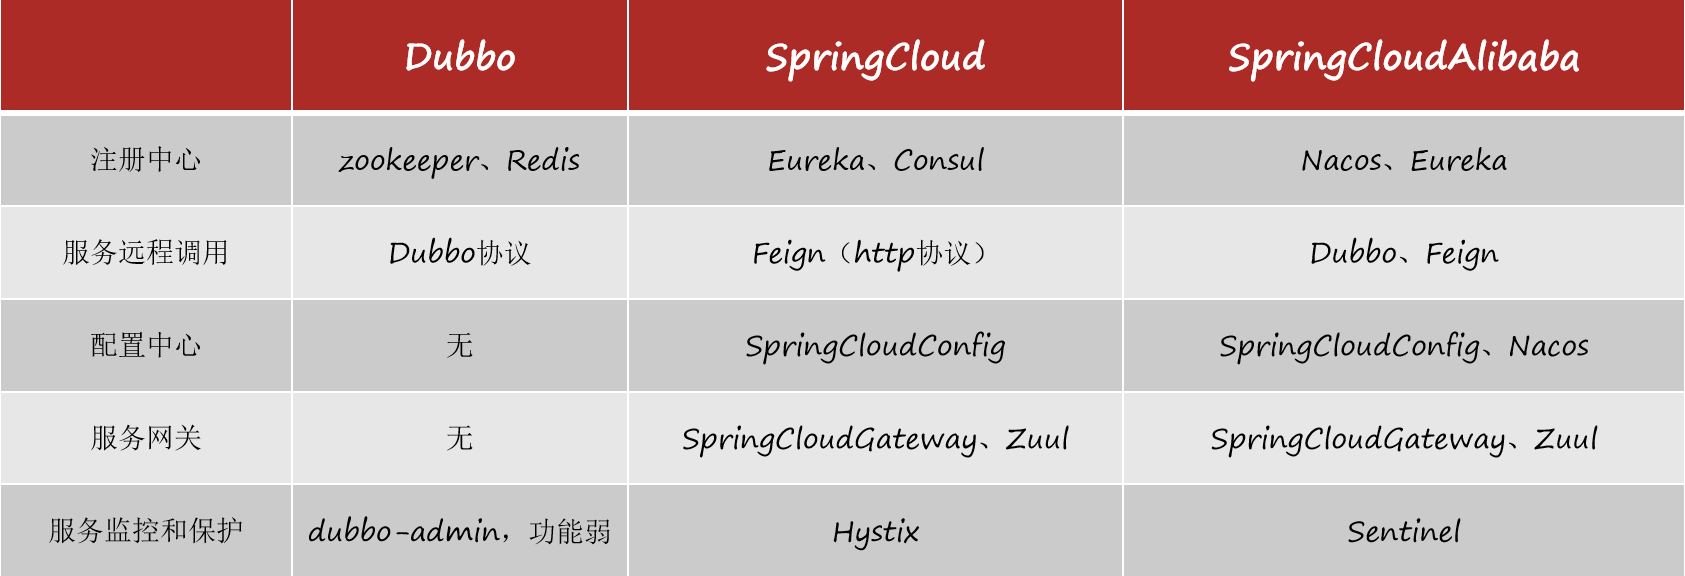 Dubbo SpringCloud SpringCloudAlibaba
注册中心 zookeeper、Redis Eureka、Consul Nacos、Eureka
服务远程调用 Dubbo协议 Feign（http协议） Dubbo、Feign
配置中心 无 SpringCloudConfig SpringCloudConfig、Nacos
服务网关 无 SpringCloudGateway、Zuul SpringCloudGateway、Zuul
服务监控和保护 dubbo-admin，功能弱 Hystix Sentinel